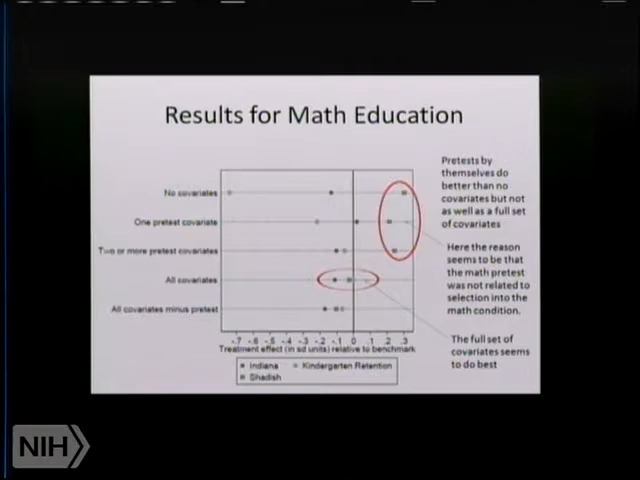 Results for Math Education
Pretests by
themselves do
better than no
covariates but not
as well as a full set
of covariates
Here the reason
seems to be that
the math pretest
was not related to
selection into the
math condition.
The full set of
covariates seems
to do best
No covariates
One pretest covariate
Two or more pretest covariates
All covariates
All covariates minus pretest
-.7 -.6 -.5 -.4 -.3 -.2 -.1 0 .1 .2 .3
Treatment effect (in sd units) relative to benchmark
Indiana Kindergarten Retention
Shadish
NIH